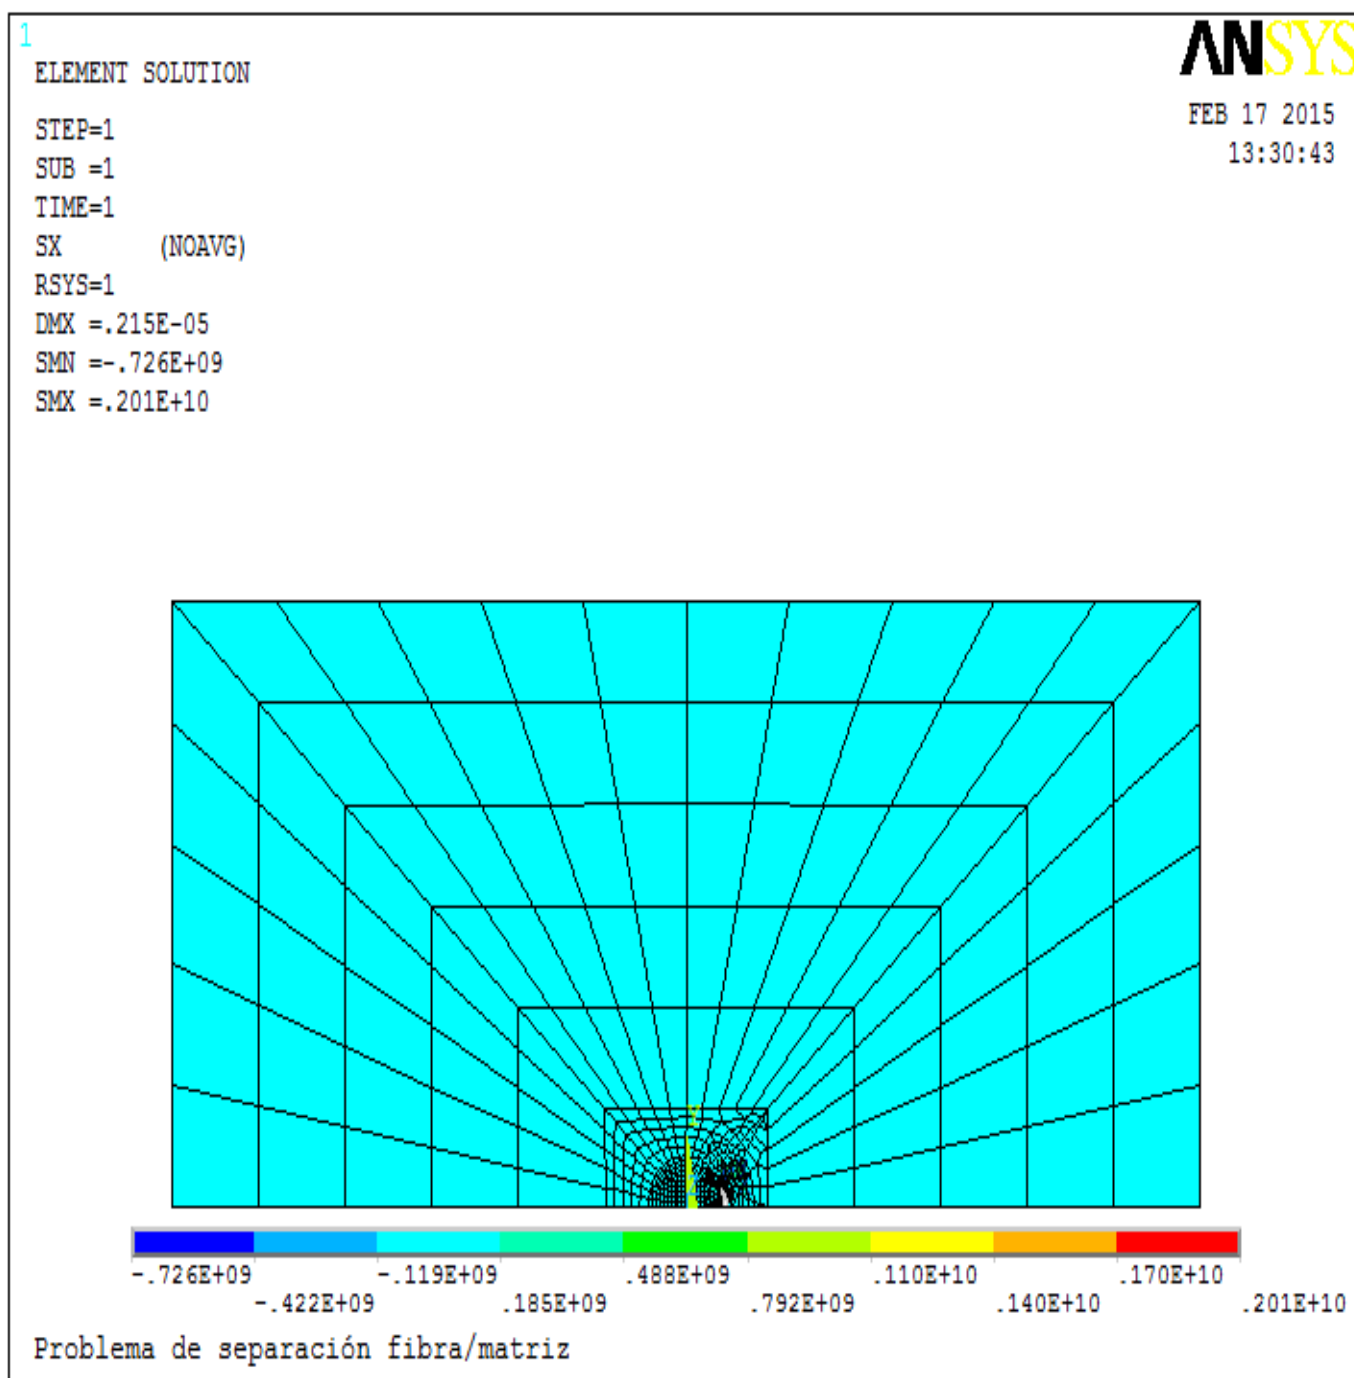 1
ANSYS
ELEMENT SOLUTION
FEB 17 2015
13:30:43
STEP=1
SUB =1
TIME=1
SX (NOAVG)
RSYS=1
DMX =.215E-05
SMN =-.726E+09
SMX =.201E+10
-.726E+09 -.119E+09 .488E+09 .110E+10 .170E+10
-.422E+09 .185E+09 .792E+09 .140E+10 .201E+10
Problema de separación fibra/matriz